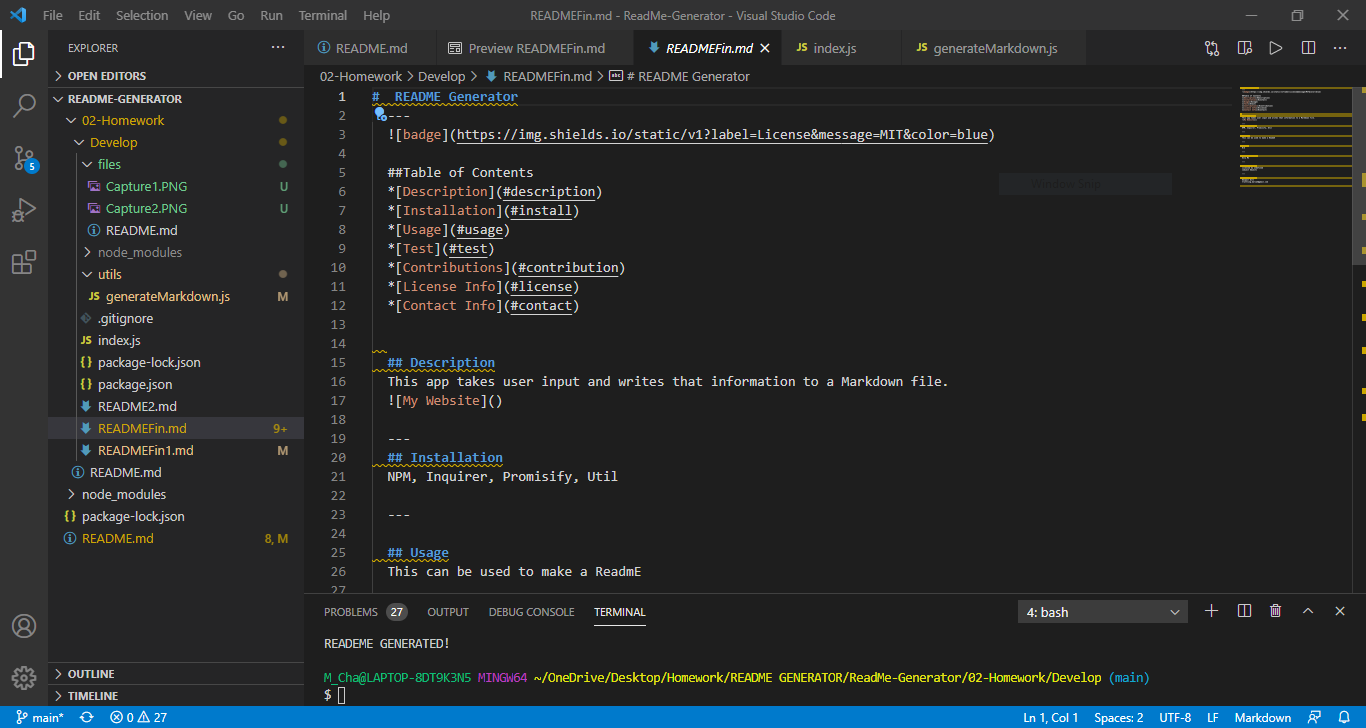 File Edit Selection View Go Run Terminal Help READMEFin.md - ReadMe-Generator - Visual Studio Code
EXPLORER
OPEN EDITORS
README-GENERATOR
02-Homework
Develop
files
Capture1.PNG U
Capture2.PNG U
README.md
node_modules
utils
JS generateMarkdown.js M
.gitignore
JS index.js
{} package-lock.json
{} package.json
README2.md
READMEFin.md 9+
READMEFin1.md M
README.md
node_modules
{} package-lock.json
README.md 8, M
OUTLINE
TIMELINE
5
README.md Preview READMEFin.md READMEFin.md JS index.js JS generateMarkdown.js
02-Homework > Develop > READMEFin.md > # README Generator
1 #  README Generator
2 ---
3 ![badge](https://img.shields.io/static/v1?label=License&message=MIT&color=blue)
4
5 ##Table of Contents
6 *[Description](#description)
7 *[Installation](#install)
8 *[Usage](#usage)
9 *[Test](#test)
10 *[Contributions](#contribution)
11 *[License Info](#license)
12 *[Contact Info](#contact)
13
14
15 ## Description
16 This app takes user input and writes that information to a Markdown file.
17 ![My Website]()
18
19 ---
20 ## Installation
21 NPM, Inquirer, Promisify, Util
22
23 ---
24
25 ## Usage
26 This can be used to make a ReadmE
27
Window Snip
PROBLEMS 27 OUTPUT DEBUG CONSOLE TERMINAL 4: bash
READEME GENERATED!
M_Cha@LAPTOP-8DT9K3N5 MINGW64 ~/OneDrive/Desktop/Homework/README GENERATOR/ReadMe-Generator/02-Homework/Develop (main)
$
main* 0 27 Ln 1, Col 1 Spaces: 2 UTF-8 LF Markdown